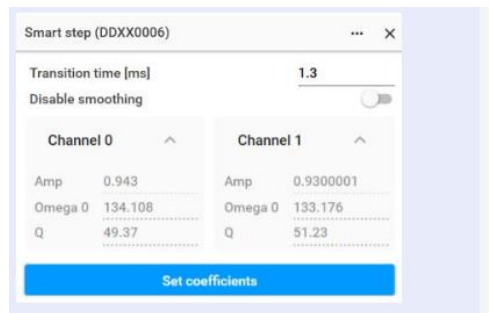 Smart step (DDXX0006) ... ×
Transition time [ms] 1.3
Disable smoothing
Channel 0 Channel 1
Amp 0.943 Amp 0.9300001
Omega 0 134.108 Omega 0 133.176
Q 49.37 Q 51.23
Set coefficients